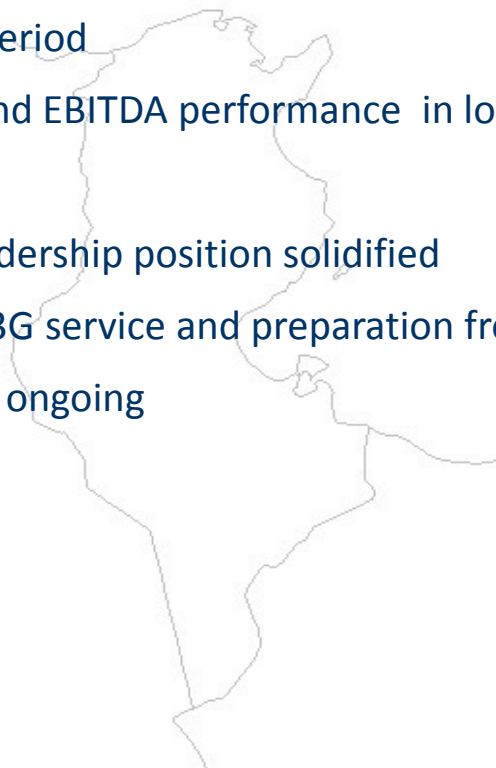 eriod
nd EBITDA performance in lo
dership position solidified
3G service and preparation fr
ongoing